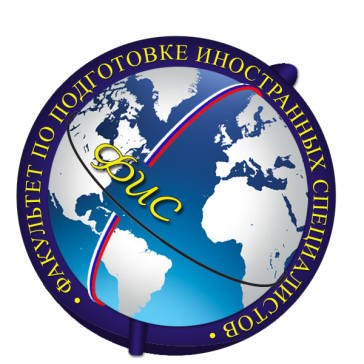 • ФАКУЛЬТЕТ ПО ПОДГОТОВКЕ ИНОСТРАННЫХ СПЕЦИАЛИСТОВ •
ФИС